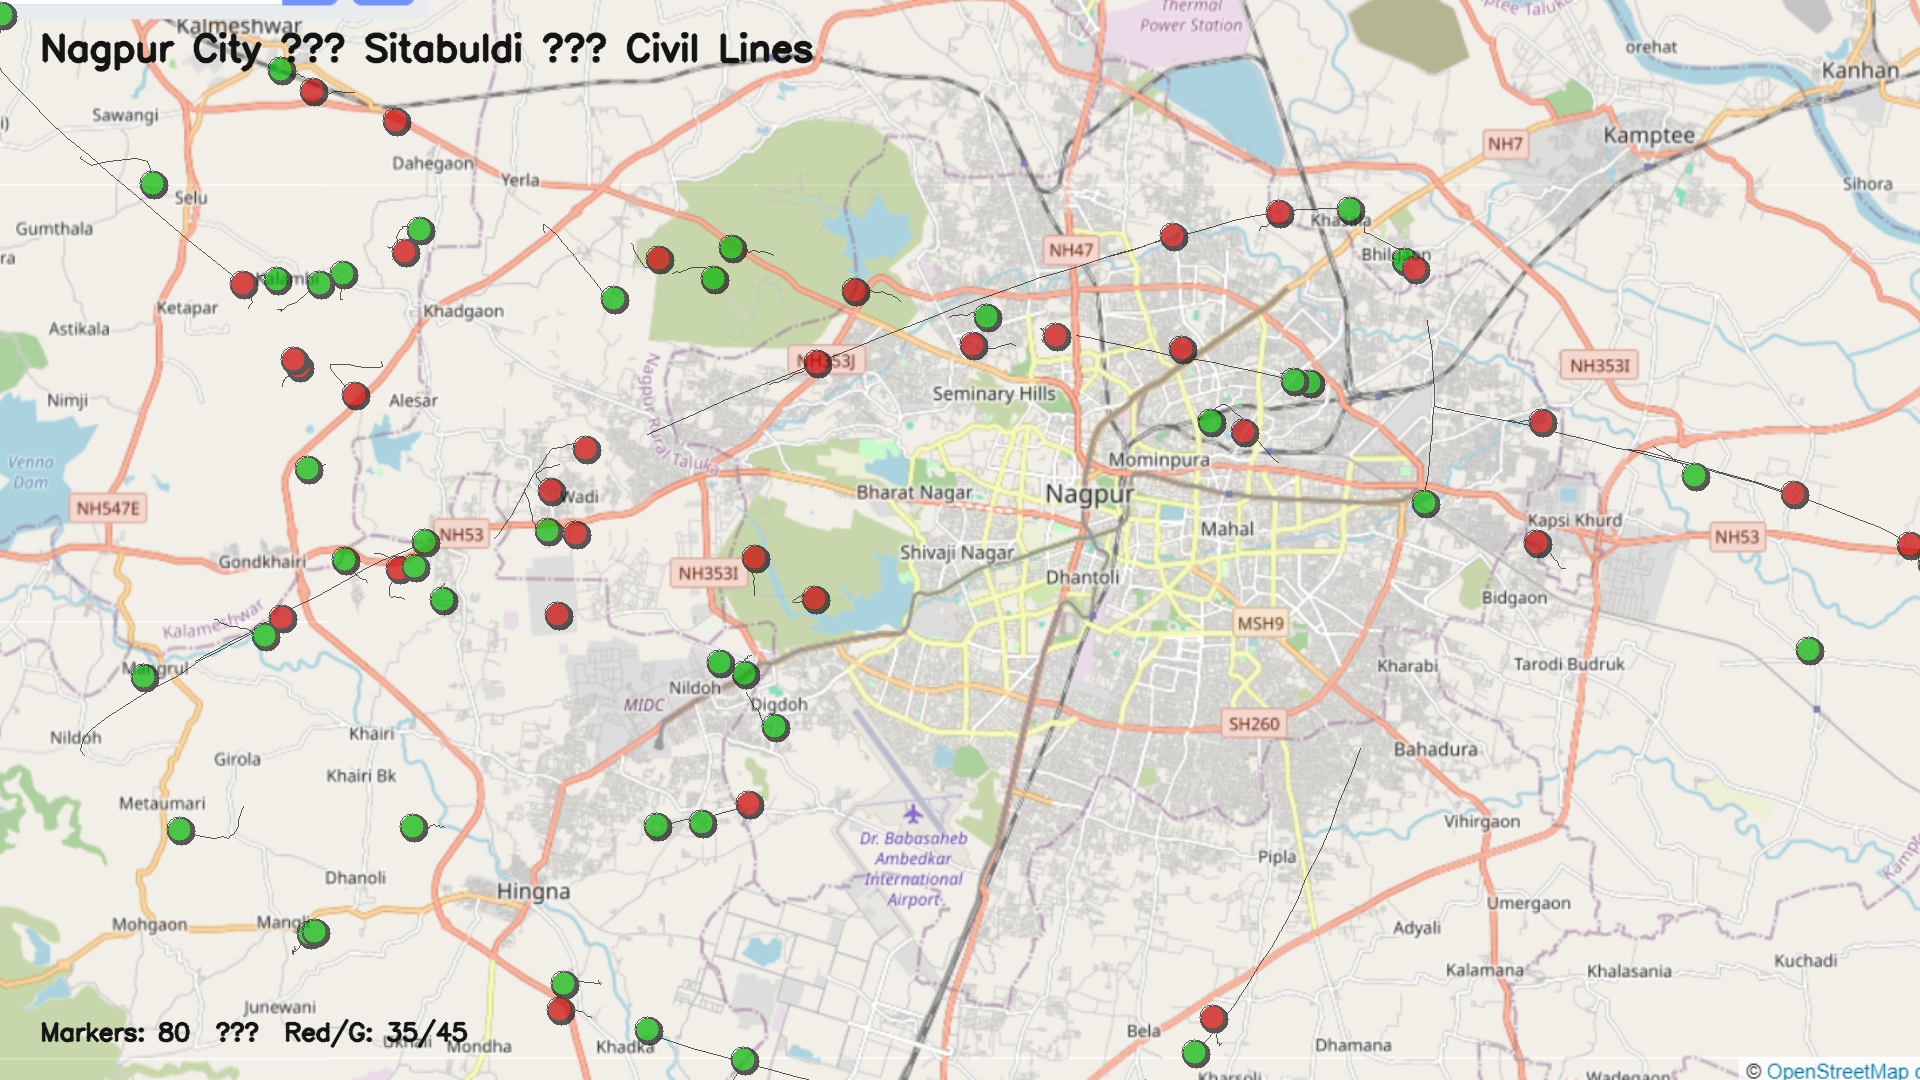 Kalmeshwar
Nagpur City ??? Sitabuldi ??? Civil Lines
Thermal
Power Station
orehat
Kanhan
Sawangi
Kamptee
NH7
Dahegaon
Yerla
Sihora
Selu
Gumthala
NH47
Bhilgaon
Ketapar
Khadgaon
Astikala
NH353I
Nimji
Alesar
Seminary Hills
Nagpur Rural Taluka
Venna
Dam
Mominpura
Wadi
Bharat Nagar
Nagpur
NH547E
Mahal
Kapsi Khurd
NH53
NH53
Gondkhairi
Shivaji Nagar
NH353I
Dhantoli
Bidgaon
Kalameshwar
MSH9
Mangrul
Kharabi
Tarodi Budruk
Nildoh
MIDC
Digdoh
SH260
Nildoh
Khairi
Bahadura
Girola
Khairi Bk
Metaumari
Vihirgaon
Dr. Babasaheb
Ambedkar
International
Airport
Pipla
Dhanoli
Hingna
Umergaon
Mohgaon
Adyali
Kuchadi
Kalamana
Khalasania
Junewani
Markers: 80 ??? Red/G: 35/45
Mondha
Khadka
Bela
Dhamana
Kharsoli
Wadegaon
© OpenStreetMap